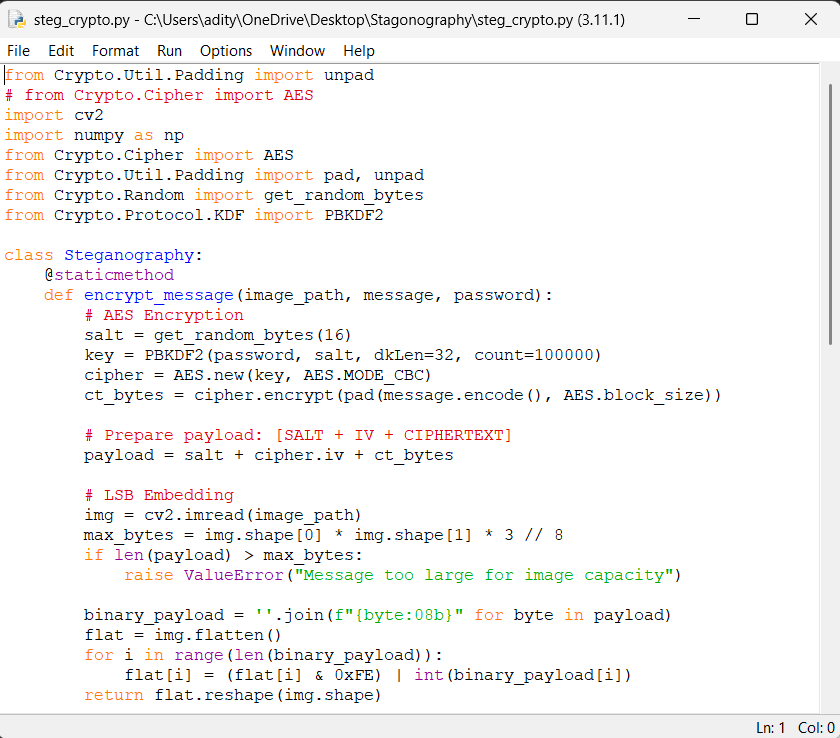 steg_crypto.py - C:\Users\adity\OneDrive\Desktop\Stagonography\steg_crypto.py (3.11.1)
File Edit Format Run Options Window Help
from Crypto.Util.Padding import unpad
# from Crypto.Cipher import AES
import cv2
import numpy as np
from Crypto.Cipher import AES
from Crypto.Util.Padding import pad, unpad
from Crypto.Random import get_random_bytes
from Crypto.Protocol.KDF import PBKDF2

class Steganography:
    @staticmethod
    def encrypt_message(image_path, message, password):
        # AES Encryption
        salt = get_random_bytes(16)
        key = PBKDF2(password, salt, dkLen=32, count=100000)
        cipher = AES.new(key, AES.MODE_CBC)
        ct_bytes = cipher.encrypt(pad(message.encode(), AES.block_size))

        # Prepare payload: [SALT + IV + CIPHERTEXT]
        payload = salt + cipher.iv + ct_bytes

        # LSB Embedding
        img = cv2.imread(image_path)
        max_bytes = img.shape[0] * img.shape[1] * 3 // 8
        if len(payload) > max_bytes:
            raise ValueError("Message too large for image capacity")

        binary_payload = ''.join(f"{byte:08b}" for byte in payload)
        flat = img.flatten()
        for i in range(len(binary_payload)):
            flat[i] = (flat[i] & 0xFE) | int(binary_payload[i])
        return flat.reshape(img.shape)
Ln: 1 Col: 0